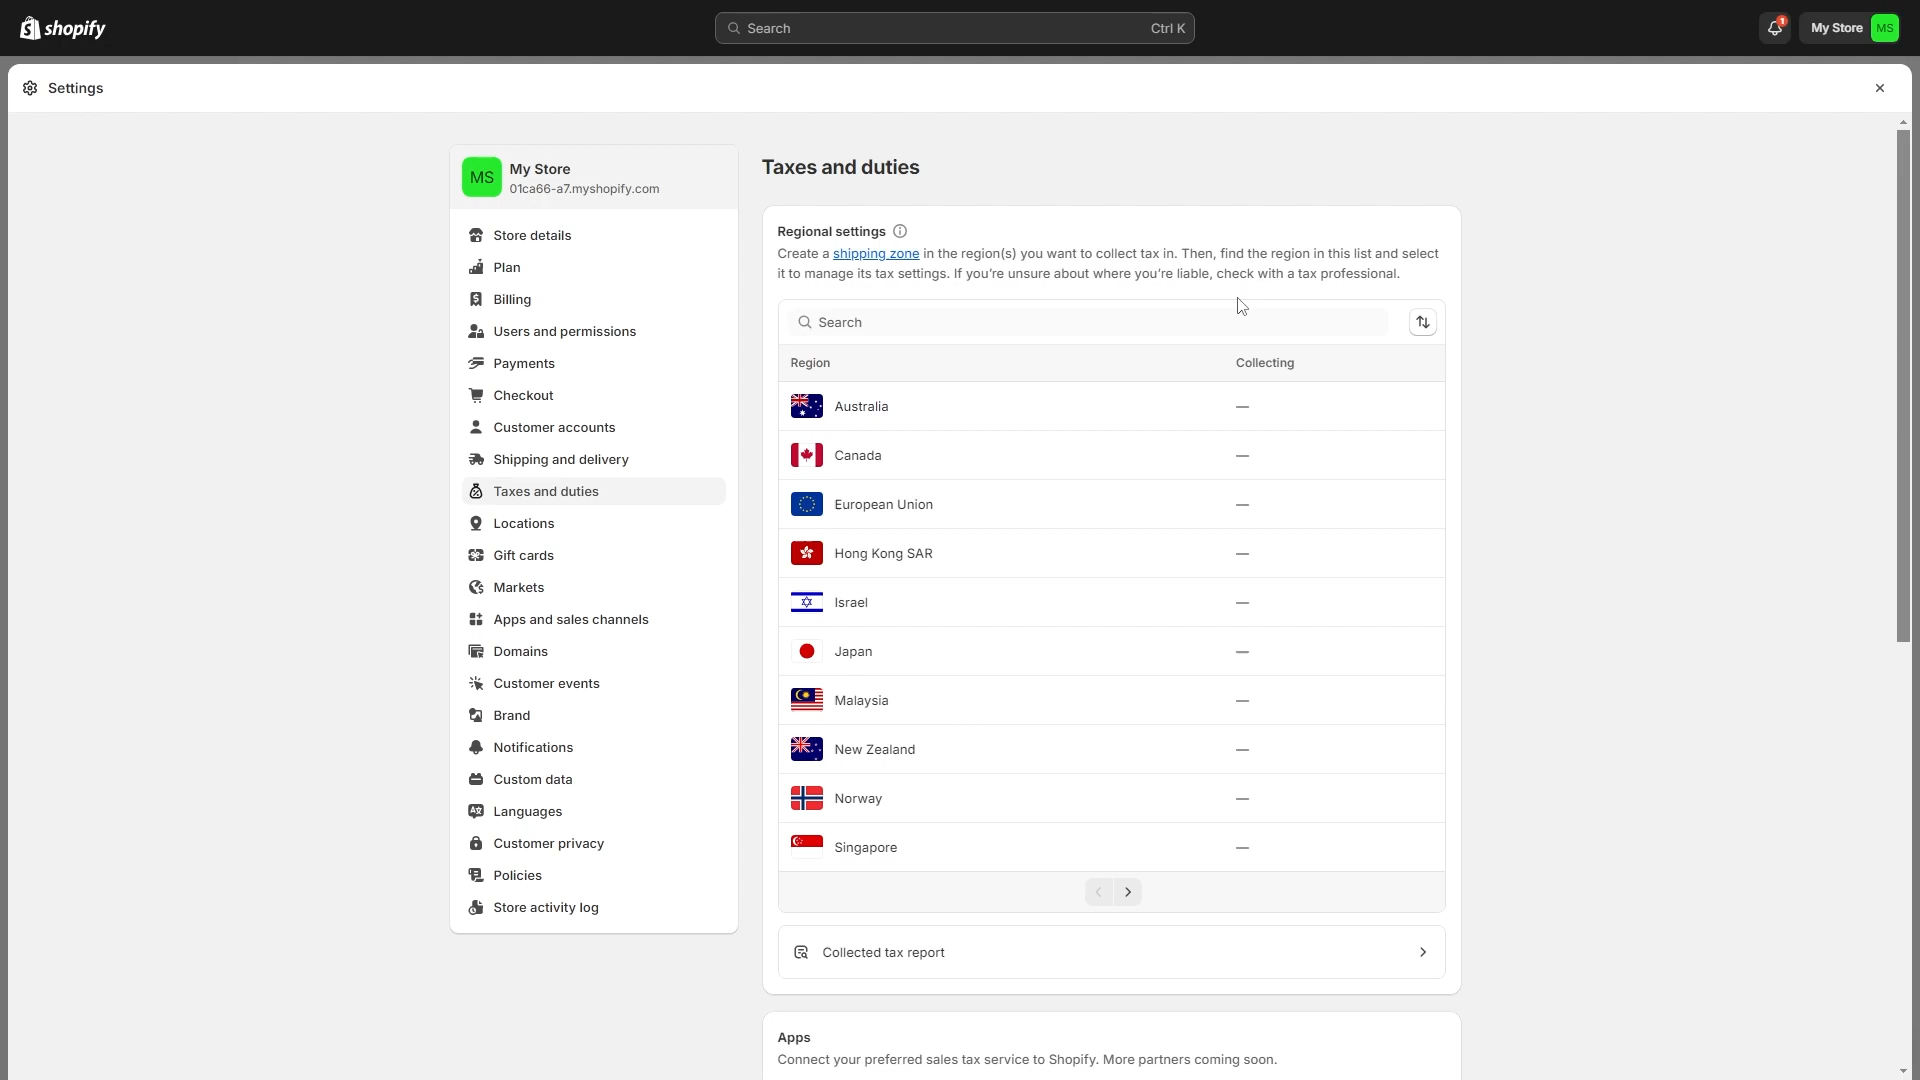 shopify
Search
Ctrl K
1
My Store
MS
Settings
MS
My Store
01ca66-a7.myshopify.com
Store details
Plan
Billing
Users and permissions
Payments
Checkout
Customer accounts
Shipping and delivery
Taxes and duties
Locations
Gift cards
Markets
Apps and sales channels
Domains
Customer events
Brand
Notifications
Custom data
Languages
Customer privacy
Policies
Store activity log
Taxes and duties
Regional settings
Create a shipping zone in the region(s) you want to collect tax in. Then, find the region in this list and select
it to manage its tax settings. If you’re unsure about where you’re liable, check with a tax professional.
Search
Region Collecting
Australia —
Canada —
European Union —
Hong Kong SAR —
Israel —
Japan —
Malaysia —
New Zealand —
Norway —
Singapore —
Collected tax report
Apps
Connect your preferred sales tax service to Shopify. More partners coming soon.